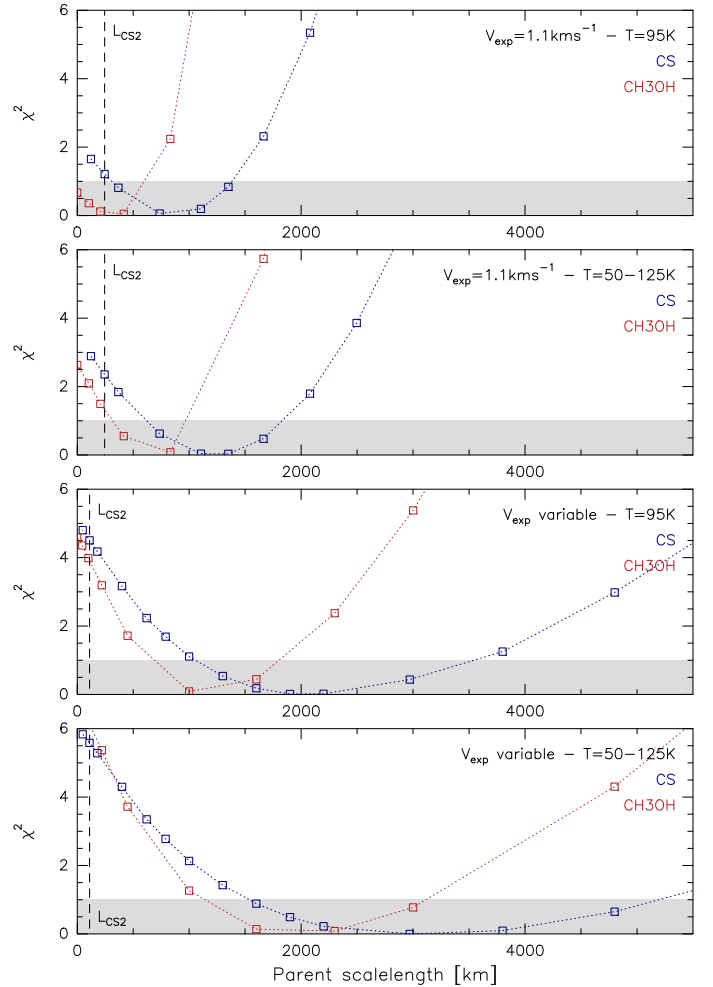 6
V_exp=1.1kms⁻¹ − T=95K
L_CS2
CS
CH3OH
4
χ²
2
0
0 2000 4000
6
V_exp=1.1kms⁻¹ − T=50−125K
L_CS2
CS
CH3OH
4
χ²
2
0
0 2000 4000
6
V_exp variable − T=95K
L_CS2
CS
CH3OH
4
χ²
2
0
0 2000 4000
6
V_exp variable − T=50−125K
CS
CH3OH
4
χ²
2
L_CS2
0
0 2000 4000
Parent scalelength [km]